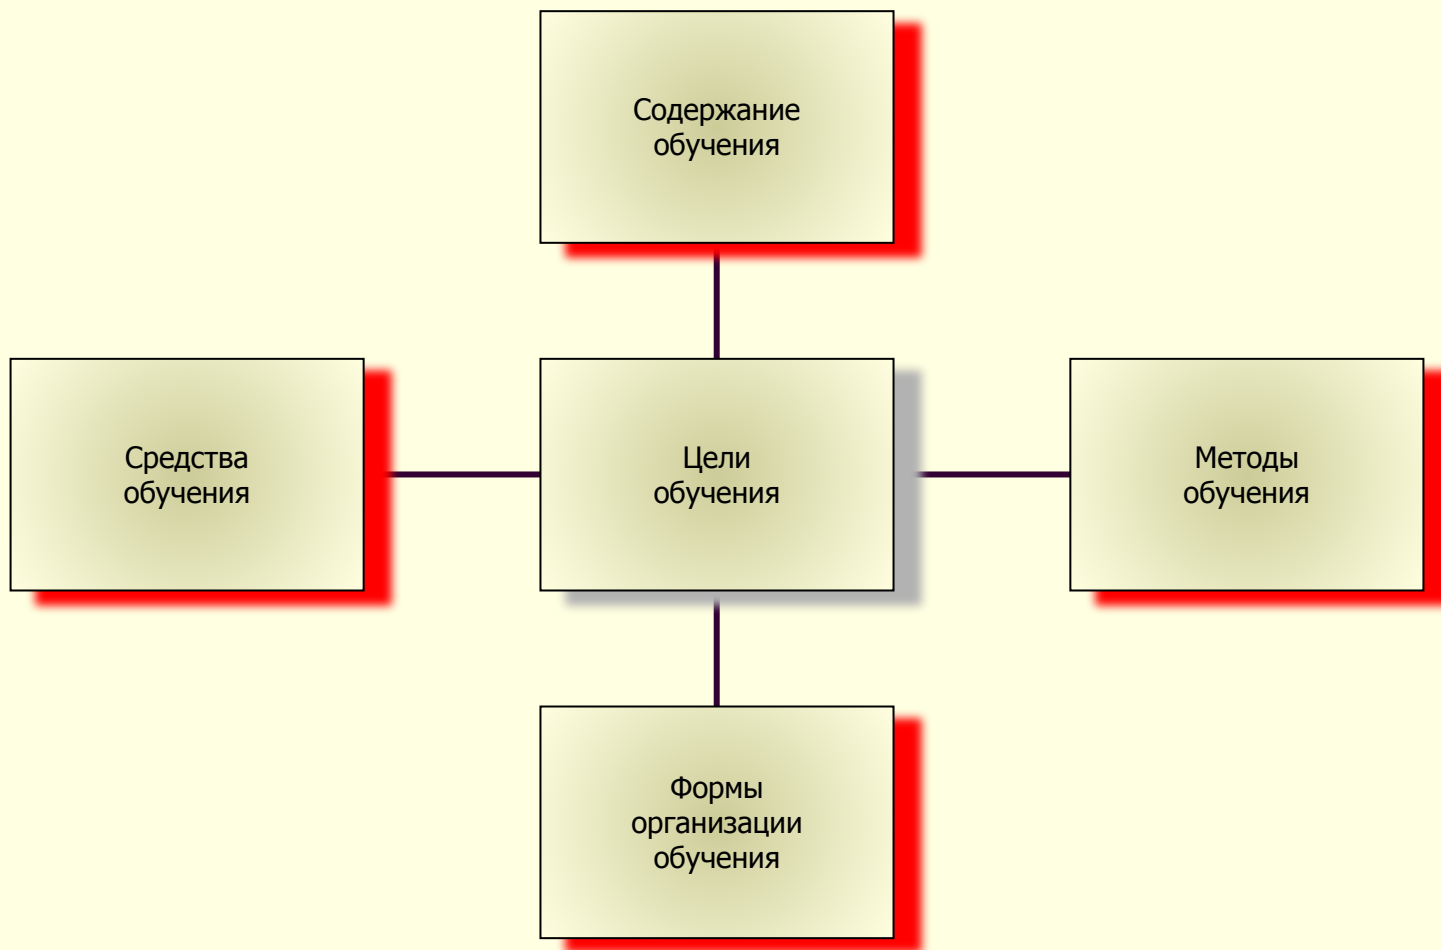 Содержание
обучения
Средства
обучения
Цели
обучения
Методы
обучения
Формы
организации
обучения